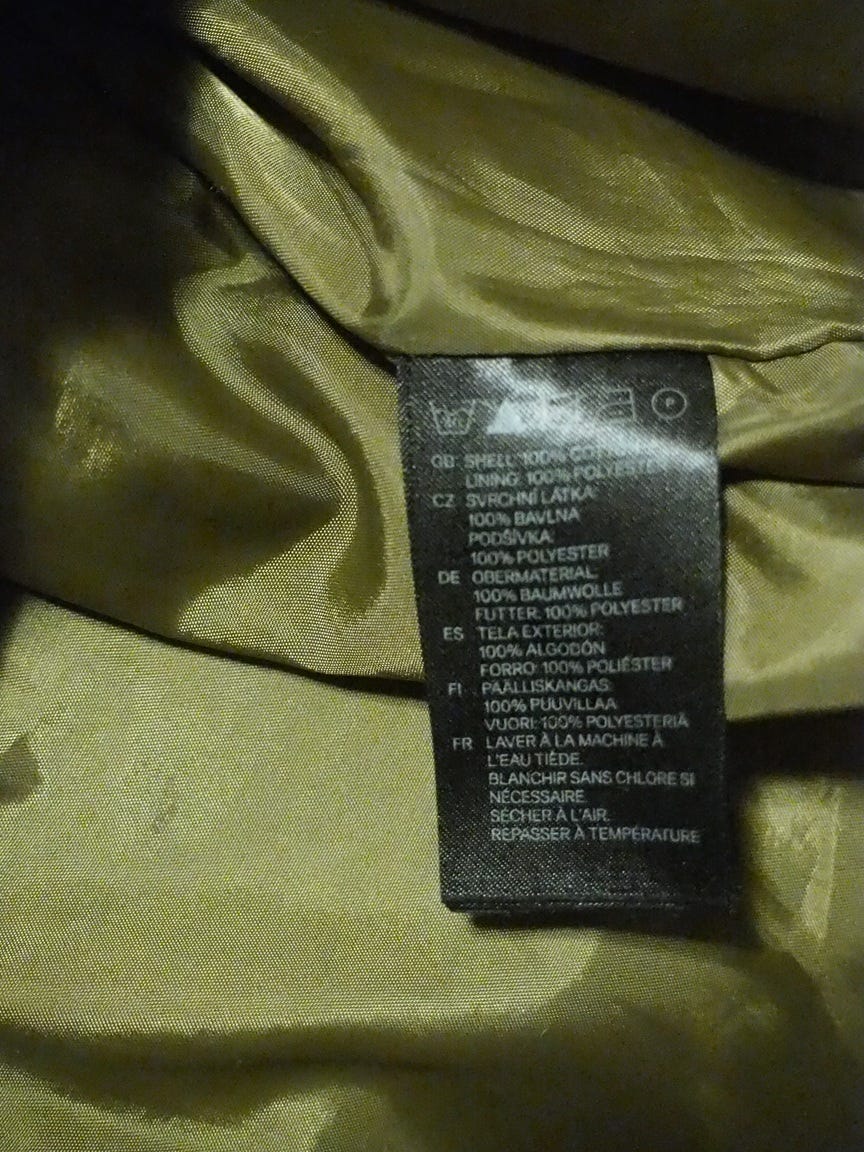 GB SHELL: 100%
LINING: 100% POLYESTER
CZ SVRCHNÍ LÁTKA:
100% BAVLNA
PODŠÍVKA:
100% POLYESTER
DE OBERMATERIAL:
100% BAUMWOLLE
FUTTER: 100% POLYESTER
ES TELA EXTERIOR:
100% ALGODÓN
FORRO: 100% POLIÉSTER
FI PÄÄLLISKANGAS:
100% PUUVILLAA
VUORI: 100% POLYESTERIÄ
FR LAVER À LA MACHINE À
L'EAU TIÈDE.
BLANCHIR SANS CHLORE SI
NÉCESSAIRE.
SÉCHER À L'AIR.
REPASSER À TEMPÉRATURE